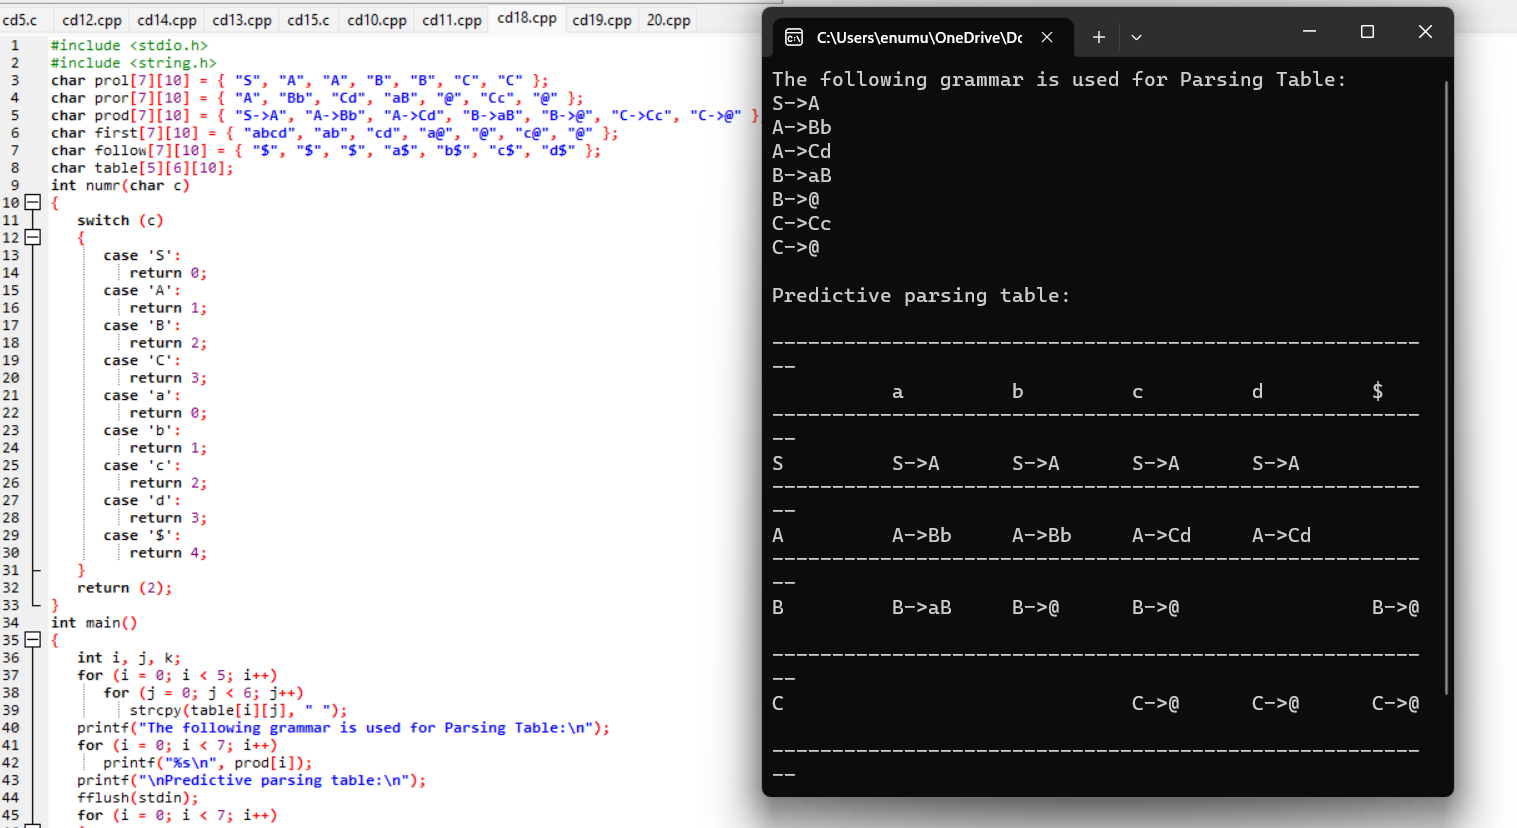 cd5.c cd12.cpp cd14.cpp cd13.cpp cd15.c cd10.cpp cd11.cpp cd18.cpp cd19.cpp 20.cpp
1 #include <stdio.h>
2 #include <string.h>
3 char prol[7][10] = { "S", "A", "A", "B", "B", "C", "C" };
4 char pror[7][10] = { "A", "Bb", "Cd", "aB", "@", "Cc", "@" };
5 char prod[7][10] = { "S->A", "A->Bb", "A->Cd", "B->aB", "B->@", "C->Cc", "C->@" }
6 char first[7][10] = { "abcd", "ab", "cd", "a@", "@", "c@", "@" };
7 char follow[7][10] = { "$", "$", "$", "a$", "b$", "c$", "d$" };
8 char table[5][6][10];
9 int numr(char c)
10 {
11 switch (c)
12 {
13 case 'S':
14 return 0;
15 case 'A':
16 return 1;
17 case 'B':
18 return 2;
19 case 'C':
20 return 3;
21 case 'a':
22 return 0;
23 case 'b':
24 return 1;
25 case 'c':
26 return 2;
27 case 'd':
28 return 3;
29 case '$':
30 return 4;
31 }
32 return (2);
33 }
34 int main()
35 {
36 int i, j, k;
37 for (i = 0; i < 5; i++)
38 for (j = 0; j < 6; j++)
39 strcpy(table[i][j], " ");
40 printf("The following grammar is used for Parsing Table:\n");
41 for (i = 0; i < 7; i++)
42 printf("%s\n", prod[i]);
43 printf("\nPredictive parsing table:\n");
44 fflush(stdin);
45 for (i = 0; i < 7; i++)
C:\Users\enumu\OneDrive\Dc
The following grammar is used for Parsing Table:
S->A
A->Bb
A->Cd
B->aB
B->@
C->Cc
C->@
Predictive parsing table:
------------------------------------------------------
--
a b c d $
------------------------------------------------------
--
S S->A S->A S->A S->A
------------------------------------------------------
--
A A->Bb A->Bb A->Cd A->Cd
------------------------------------------------------
--
B B->aB B->@ B->@ B->@
------------------------------------------------------
--
C C->@ C->@ C->@
------------------------------------------------------
--